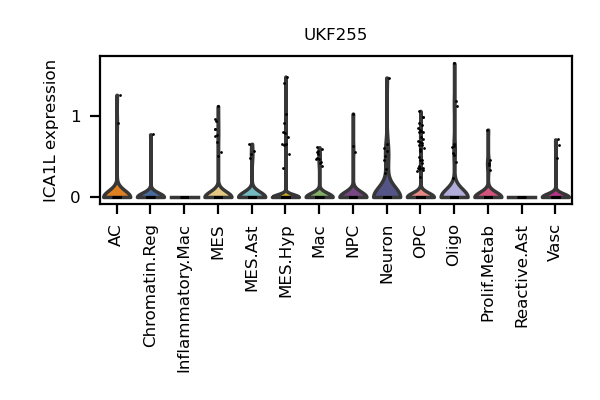 UKF255
ICA1L expression
1
0
AC
Chromatin.Reg
Inflammatory.Mac
MES
MES.Ast
MES.Hyp
Mac
NPC
Neuron
OPC
Oligo
Prolif.Metab
Reactive.Ast
Vasc